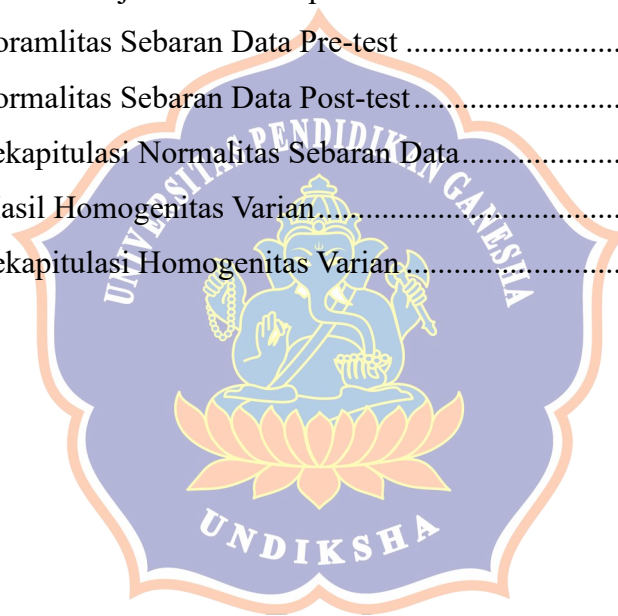 oramlitas Sebaran Data Pre-test ............................
ormalitas Sebaran Data Post-test............................
ekapitulasi Normalitas Sebaran Data....................
asil Homogenitas Varian.......................................
ekapitulasi Homogenitas Varian ............................
UNIVERSITAS PENDIDIKAN GANESHA
UNDIKSHA